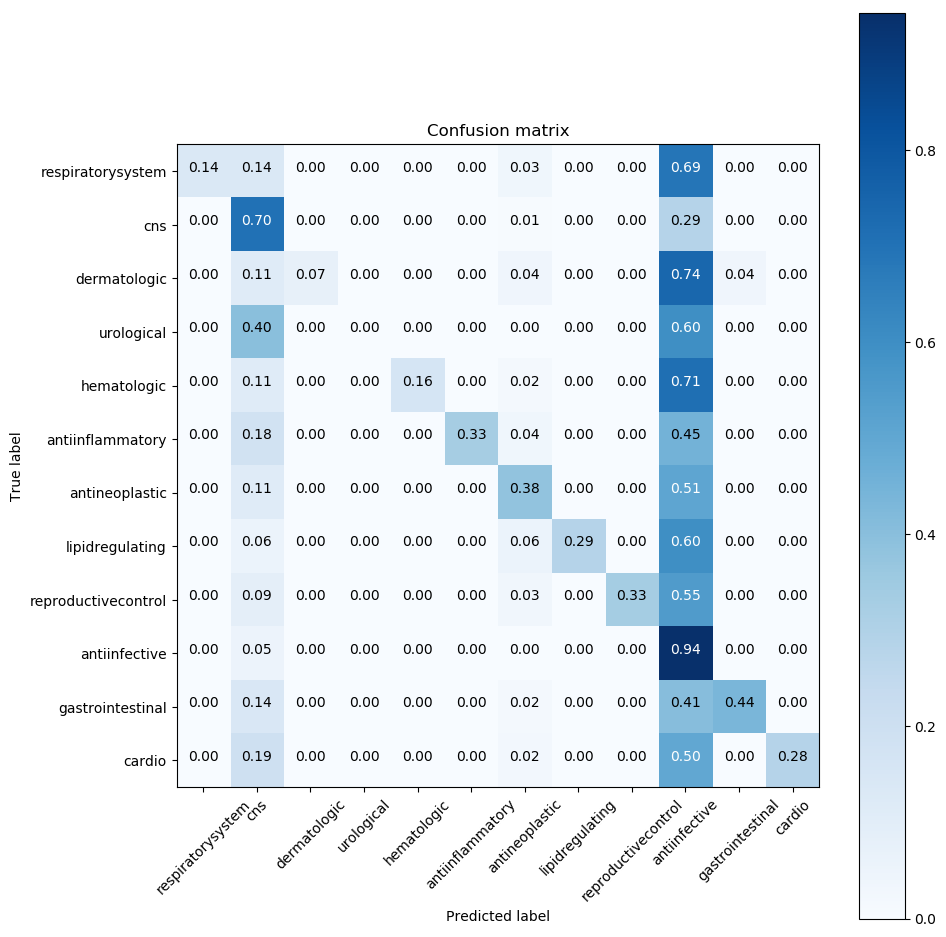 Confusion matrix
True label
respiratorysystem 0.14 0.14 0.00 0.00 0.00 0.00 0.03 0.00 0.00 0.69 0.00 0.00
cns 0.00 0.70 0.00 0.00 0.00 0.00 0.01 0.00 0.00 0.29 0.00 0.00
dermatologic 0.00 0.11 0.07 0.00 0.00 0.00 0.04 0.00 0.00 0.74 0.04 0.00
urological 0.00 0.40 0.00 0.00 0.00 0.00 0.00 0.00 0.00 0.60 0.00 0.00
hematologic 0.00 0.11 0.00 0.00 0.16 0.00 0.02 0.00 0.00 0.71 0.00 0.00
antiinflammatory 0.00 0.18 0.00 0.00 0.00 0.33 0.04 0.00 0.00 0.45 0.00 0.00
antineoplastic 0.00 0.11 0.00 0.00 0.00 0.00 0.38 0.00 0.00 0.51 0.00 0.00
lipidregulating 0.00 0.06 0.00 0.00 0.00 0.00 0.06 0.29 0.00 0.60 0.00 0.00
reproductivecontrol 0.00 0.09 0.00 0.00 0.00 0.00 0.03 0.00 0.33 0.55 0.00 0.00
antiinfective 0.00 0.05 0.00 0.00 0.00 0.00 0.00 0.00 0.00 0.94 0.00 0.00
gastrointestinal 0.00 0.14 0.00 0.00 0.00 0.00 0.02 0.00 0.00 0.41 0.44 0.00
cardio 0.00 0.19 0.00 0.00 0.00 0.00 0.02 0.00 0.00 0.50 0.00 0.28
respiratorysystem
cns
dermatologic
urological
hematologic
antiinflammatory
antineoplastic
lipidregulating
reproductivecontrol
antiinfective
gastrointestinal
cardio
Predicted label
0.8
0.6
0.4
0.2
0.0